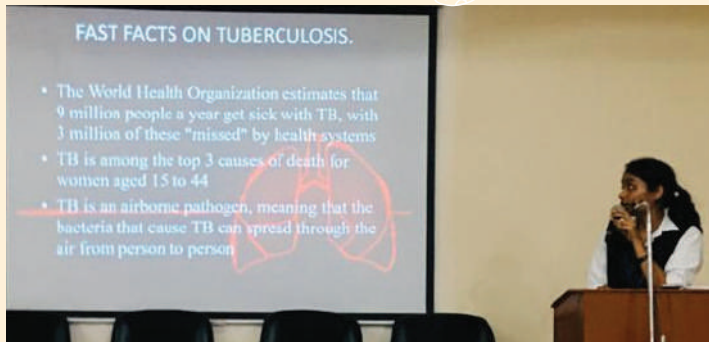 FAST FACTS ON TUBERCULOSIS.
• The World Health Organization estimates that
9 million people a year get sick with TB, with
3 million of these "missed" by health systems
• TB is among the top 3 causes of death for
women aged 15 to 44
• TB is an airborne pathogen, meaning that the
bacteria that cause TB can spread through the
air from person to person